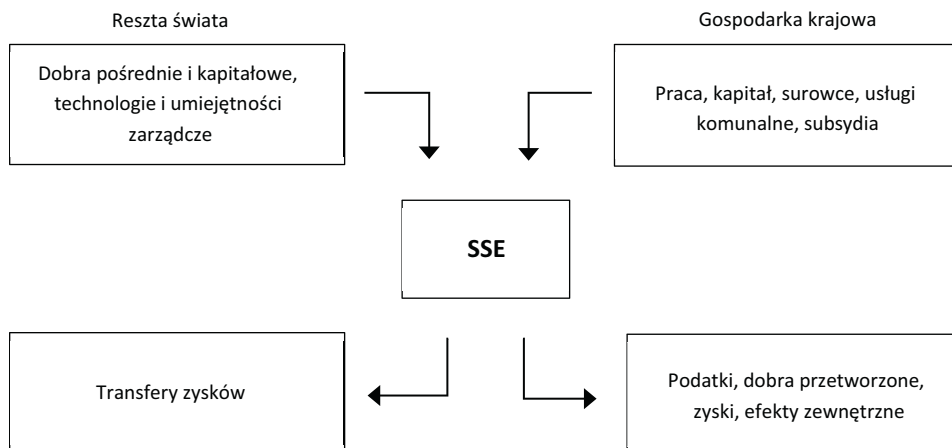 Reszta świata
Gospodarka krajowa
Dobra pośrednie i kapitałowe,
technologie i umiejętności
zarządcze
Praca, kapitał, surowce, usługi
komunalne, subsydia
SSE
Transfery zysków
Podatki, dobra przetworzone,
zyski, efekty zewnętrzne